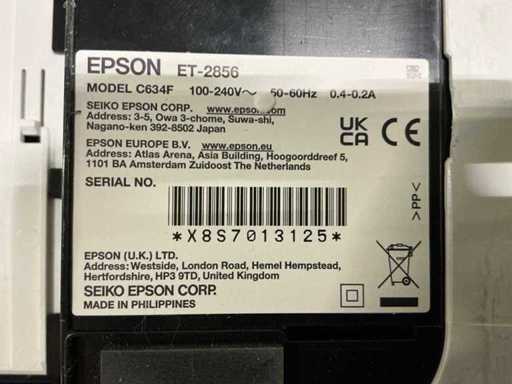 EPSON ET-2856
MODEL C634F 100-240V~ 50-60Hz 0.4-0.2A
SEIKO EPSON CORP. www.epson.com
Address: 3-5, Owa 3-chome, Suwa-shi,
Nagano-ken 392-8502 Japan
EPSON EUROPE B.V. www.epson.eu
Address: Atlas Arena, Asia Building, Hoogoorddreef 5,
1101 BA Amsterdam Zuidoost The Netherlands
UK
CA CE
SERIAL NO.
*X8S7013125*
>PP<
EPSON (U.K.) LTD.
Address: Westside, London Road, Hemel Hempstead,
Hertfordshire, HP3 9TD, United Kingdom
SEIKO EPSON CORP.
MADE IN PHILIPPINES